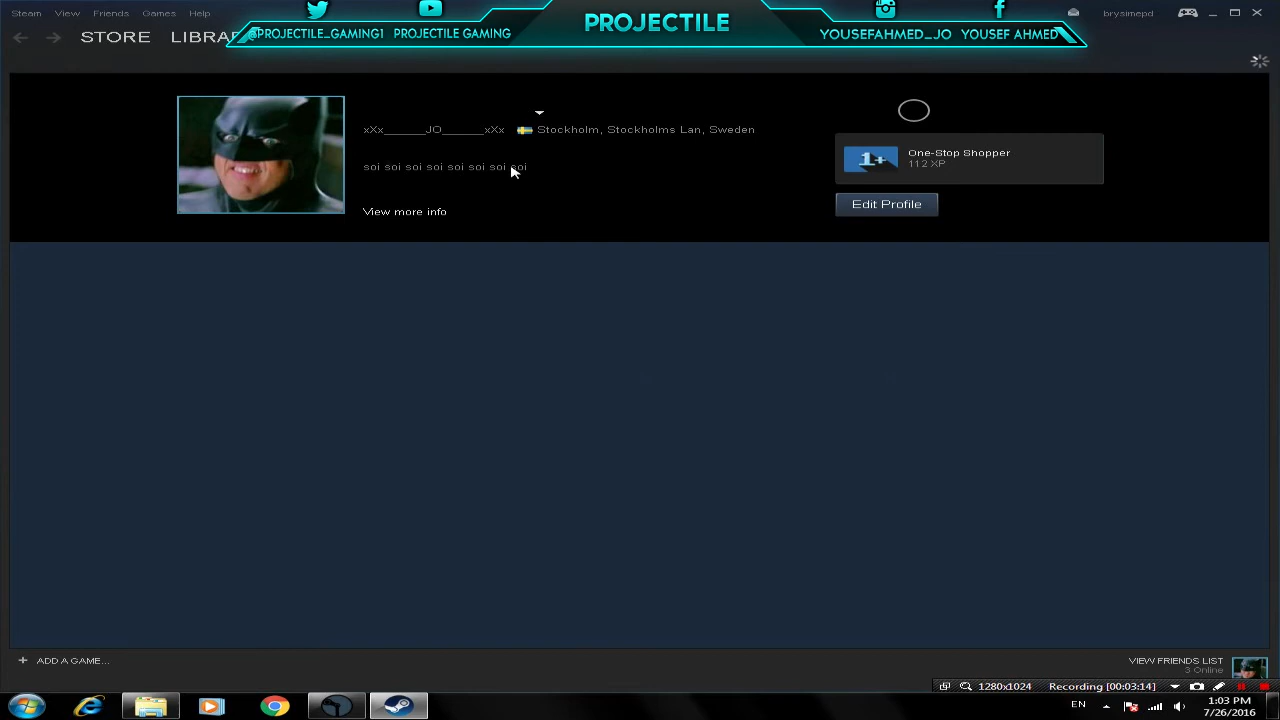 Steam View Friends Games Help
brysimepd
PROJECTILE
@PROJECTILE_GAMING1 PROJECTILE GAMING
YOUSEFAHMED_JO YOUSEF AHMED
STORE LIBRA
xXx______JO______xXx Stockholm, Stockholms Lan, Sweden
soi soi soi soi soi soi soi soi
View more info
1+
One-Stop Shopper
112 XP
Edit Profile
+ ADD A GAME...
VIEW FRIENDS LIST
3 Online
1280x1024 Recording [00:03:14]
EN
1:03 PM
7/26/2016